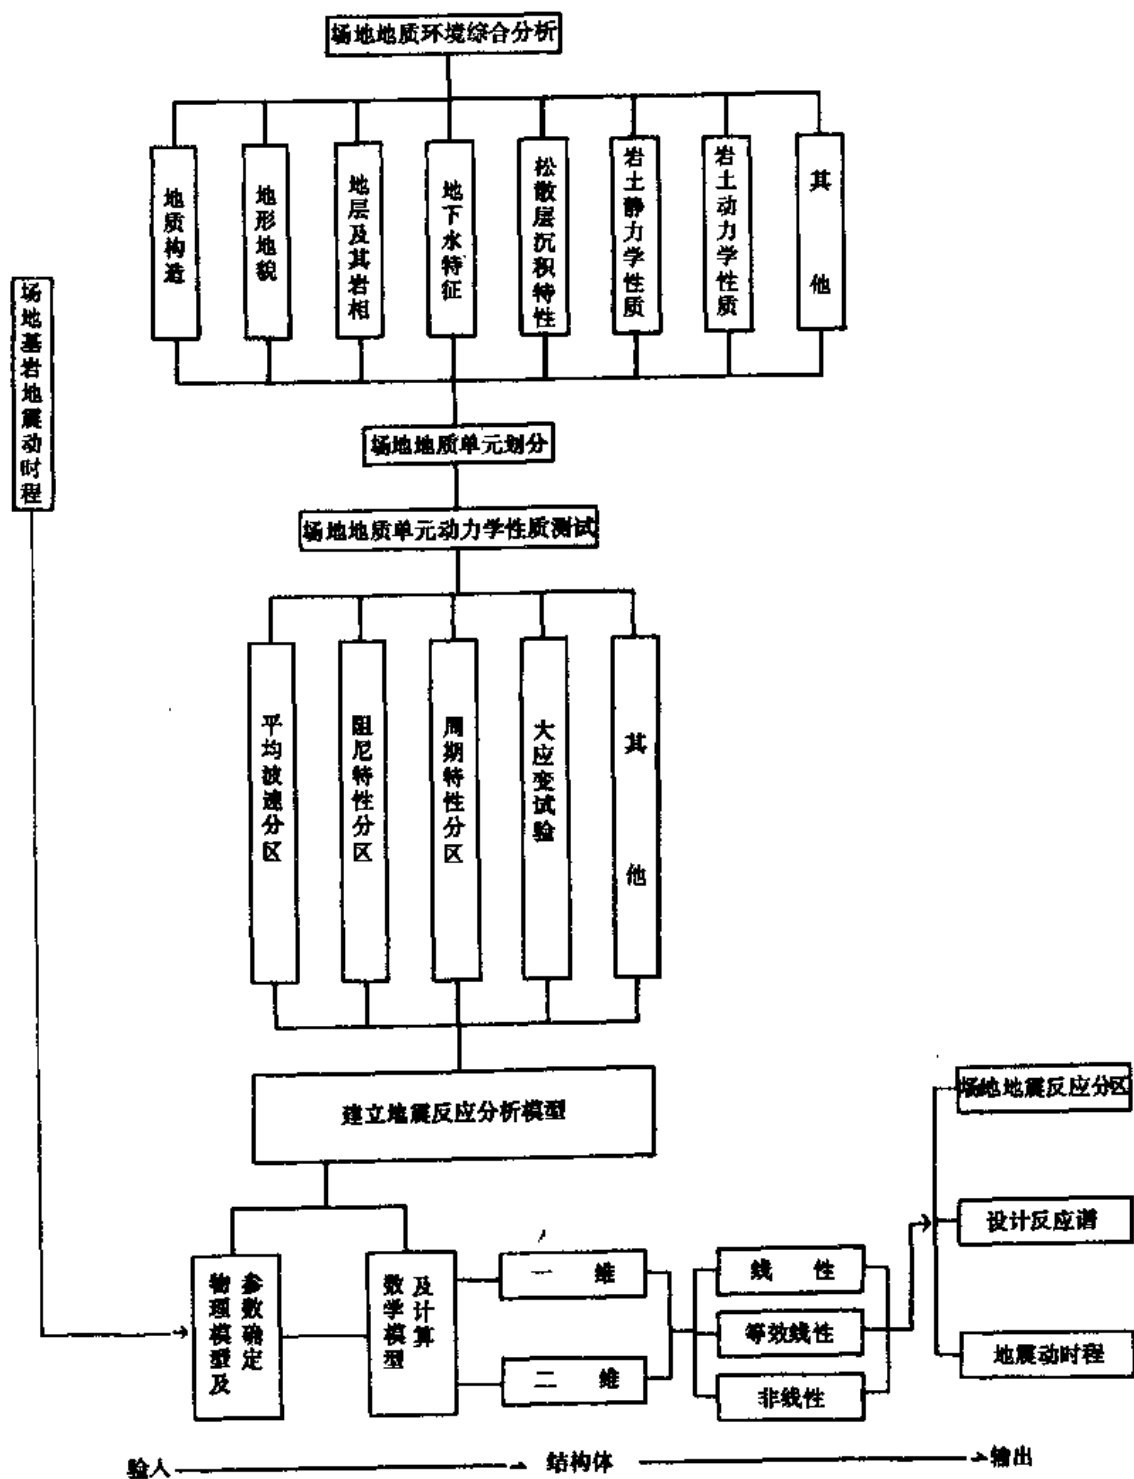 场地地质环境综合分析
地质构造
地形地貌
地层及其岩相
地下水特征
松散层沉积特性
岩土静力学性质
岩土动力学性质
其他
场地基岩地震动时程
场地地质单元划分
场地地质单元动力学性质测试
平均波速分区
阻尼特性分区
周期特性分区
大应变试验
其他
建立地震反应分析模型
物理模型及
参数确定
数学模型
及计算
一维
二维
线性
等效线性
非线性
场地地震反应分区
设计反应谱
地震动时程
验入
结构体
输出